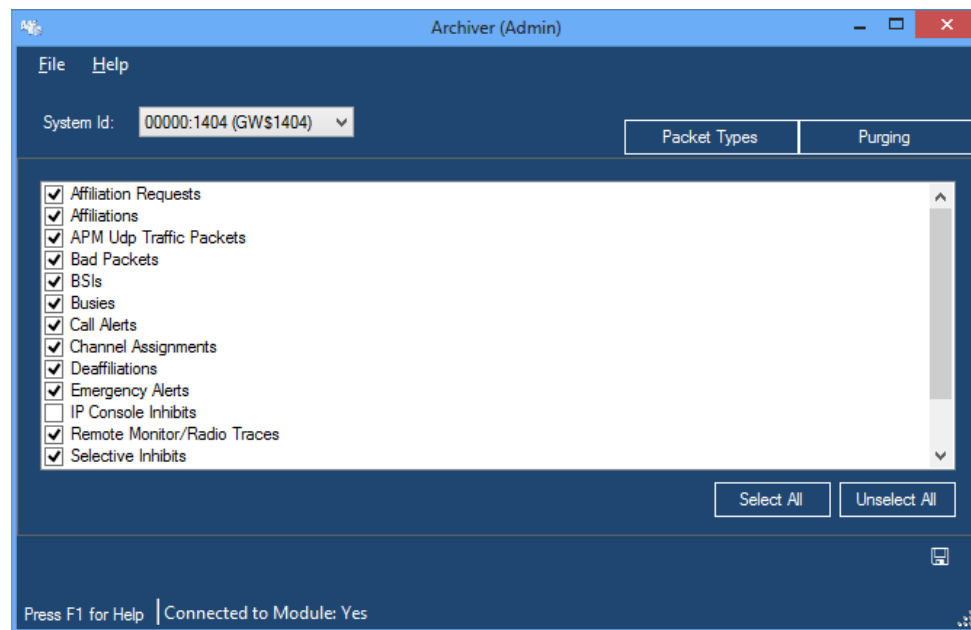 Archiver (Admin)
File Help
System Id: 00000:1404 (GW$1404)
Packet Types Purging
Affiliation Requests
Affiliations
APM Udp Traffic Packets
Bad Packets
BSIs
Busies
Call Alerts
Channel Assignments
Deaffiliations
Emergency Alerts
IP Console Inhibits
Remote Monitor/Radio Traces
Selective Inhibits
Select All Unselect All
Press F1 for Help Connected to Module: Yes